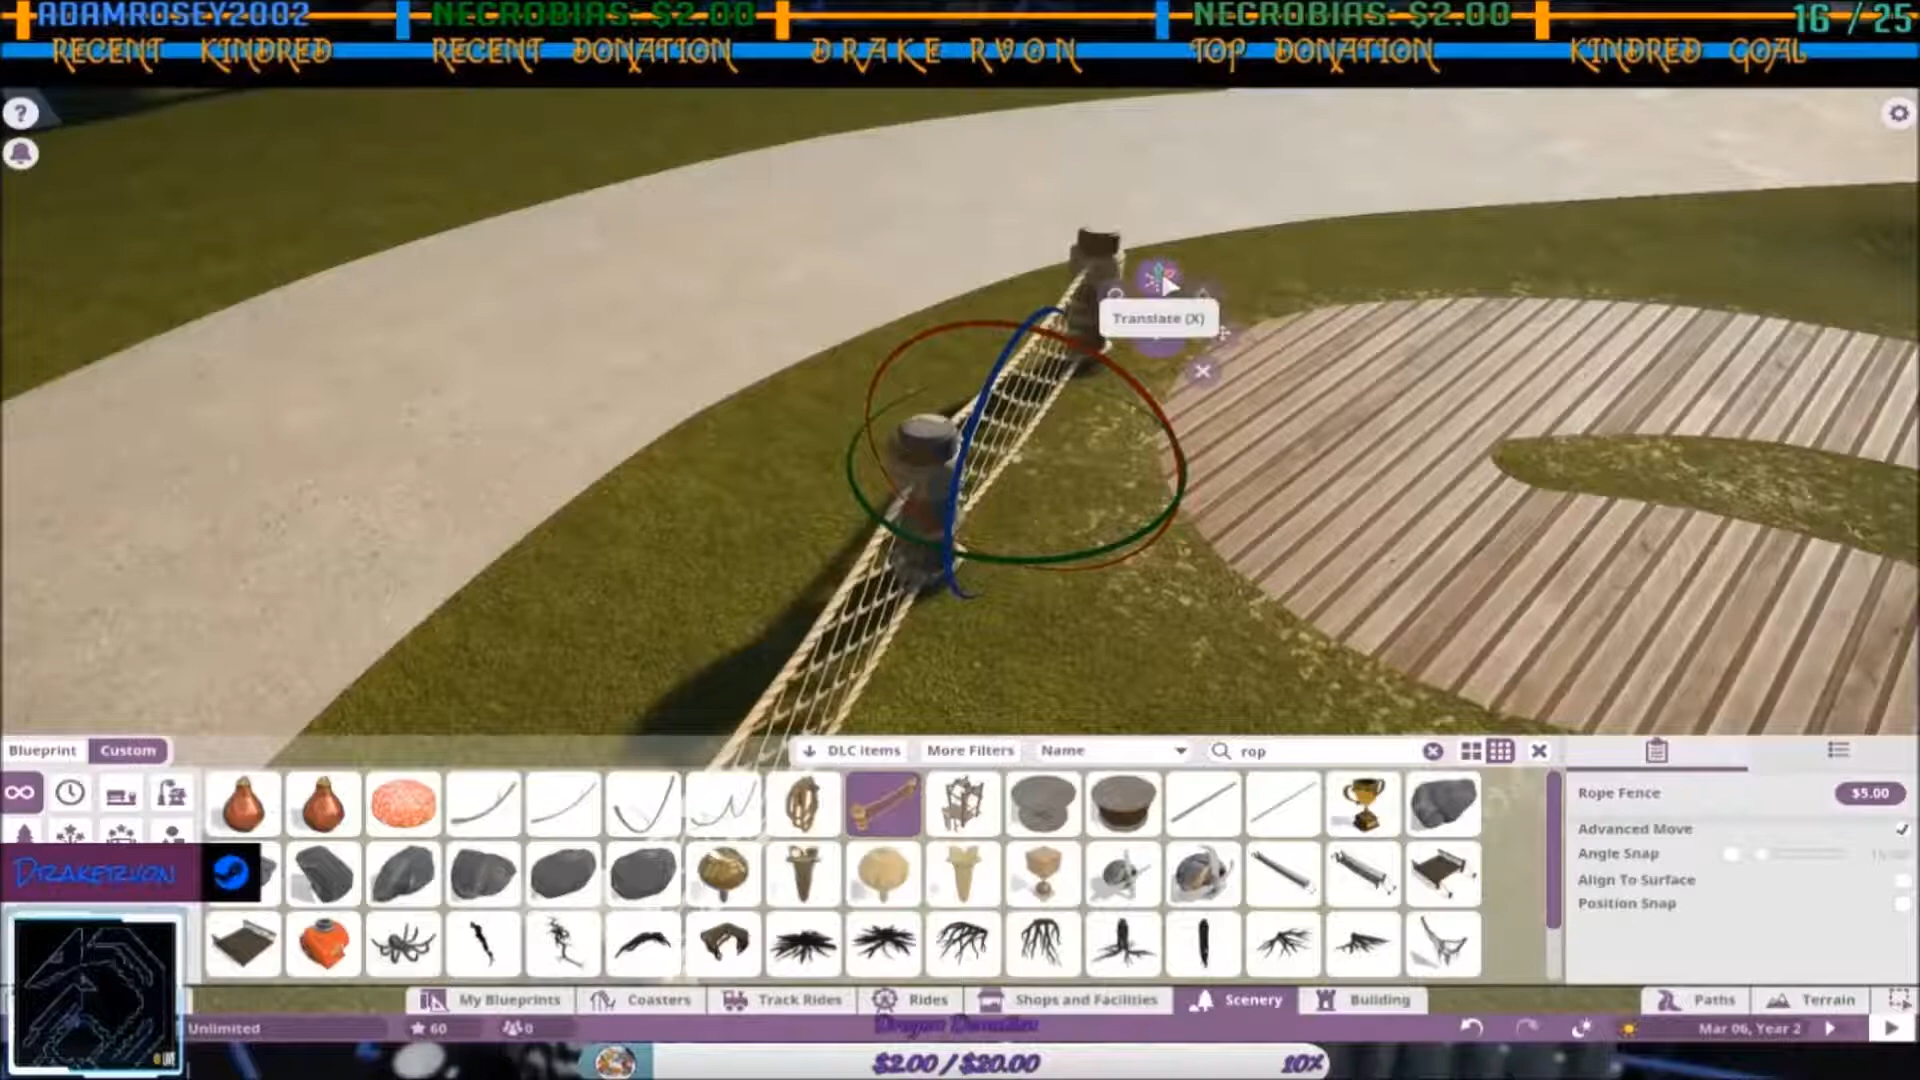 ADAMROSEY2002
NECROBIAS: $2.00
NECROBIAS: $2.00
16 / 25
RECENT KINDRED
RECENT DONATION
DRAKE RVON
TOP DONATION
KINDRED GOAL
?
Translate (X)
Blueprint
Custom
DLC items
More Filters
Name
rop
Rope Fence
$5.00
Advanced Move
Angle Snap
Align To Surface
Position Snap
DRAKERVON
My Blueprints
Coasters
Track Rides
Rides
Shops and Facilities
Scenery
Building
Paths
Terrain
Unlimited
60
0
Dragon Donation
Mar 06, Year 2
LIVE
$2.00 / $20.00
10%